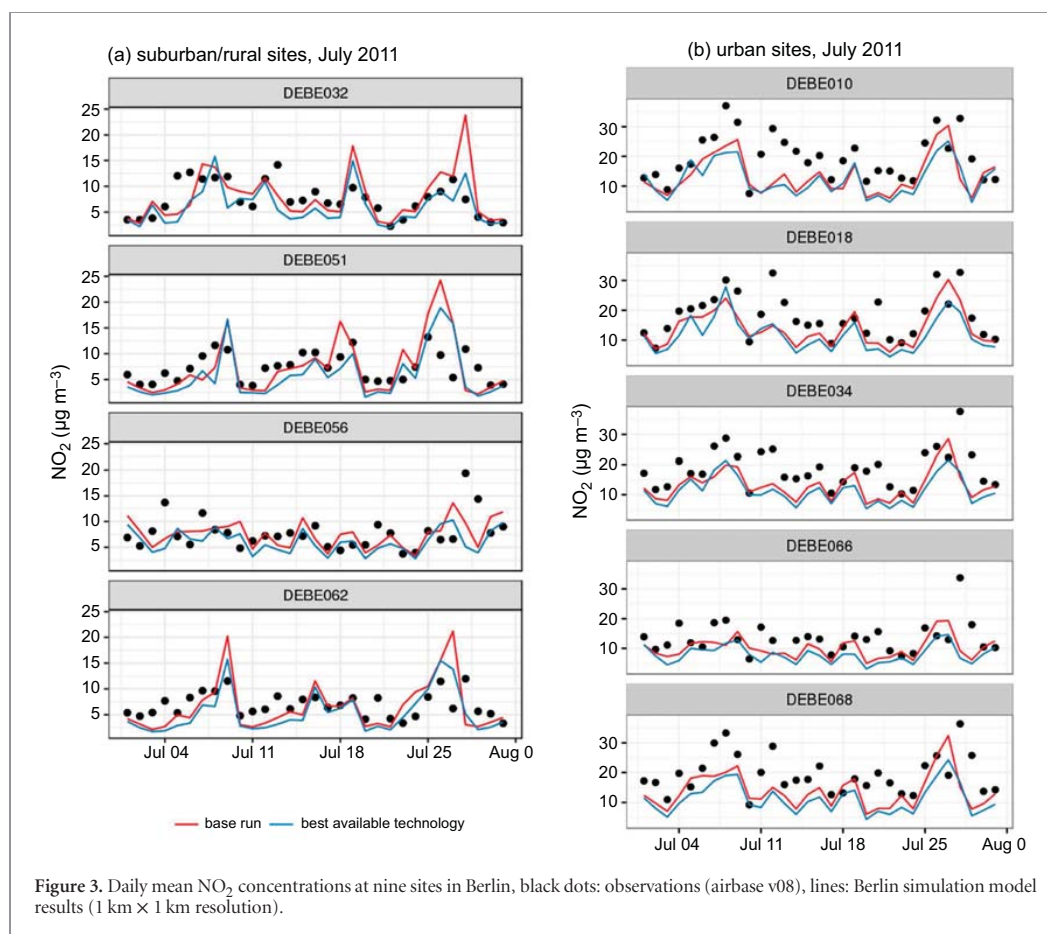 (a) suburban/rural sites, July 2011
DEBE032
25
20
15
10
5
DEBE051
25
20
15
10
5
DEBE056
25
20
15
10
5
DEBE062
25
20
15
10
5
NO₂ (µg m⁻³)
Jul 04 Jul 11 Jul 18 Jul 25 Aug 0
base run best available technology
(b) urban sites, July 2011
DEBE010
30
20
10
DEBE018
30
20
10
DEBE034
30
20
10
DEBE066
30
20
10
DEBE068
30
20
10
NO₂ (µg m⁻³)
Jul 04 Jul 11 Jul 18 Jul 25 Aug 0
Figure 3. Daily mean NO₂ concentrations at nine sites in Berlin, black dots: observations (airbase v08), lines: Berlin simulation model
results (1 km × 1 km resolution).